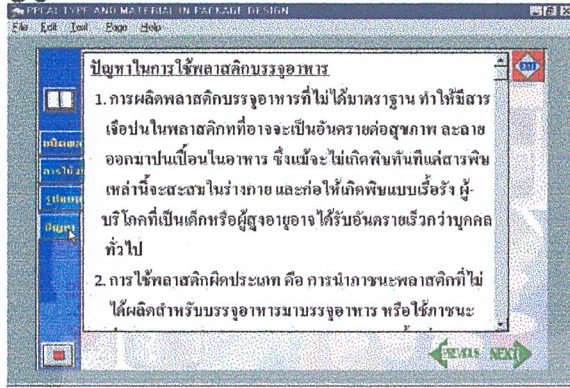 PPCAI TYPE AND MATERIAL IN PACKAGE DESIGN
File Edit Text Page Help
ปัญหาในการใช้พลาสติกบรรจุอาหาร
EXIT
1. การผลิตพลาสติกบรรจุอาหารที่ไม่ได้มาตราฐาน ทำให้มีสาร
เจือปนในพลาสติกทที่อาจจะเป็นอันตรายต่อสุขภาพ ละลาย
ออกมาปนเปื้อนในอาหาร ซึ่งแม้จะไม่เกิดพิษทันทีแต่สารพิษ
เหล่านี้จะสะสมในร่างกาย และก่อให้เกิดพิษแบบเรื้อรัง ผู้-
บริโภคที่เป็นเด็กหรือผู้สูงอายุอาจได้รับอันตรายเร็วกว่าบุคคล
ทั่วไป
2. การใช้พลาสติกผิดประเภท คือ การนำภาชนะพลาสติกที่ไม่
ได้ผลิตสำหรับบรรจุอาหารมาบรรจุอาหาร หรือใช้ภาชนะ
ปัญหา
PREVIOUS NEXT